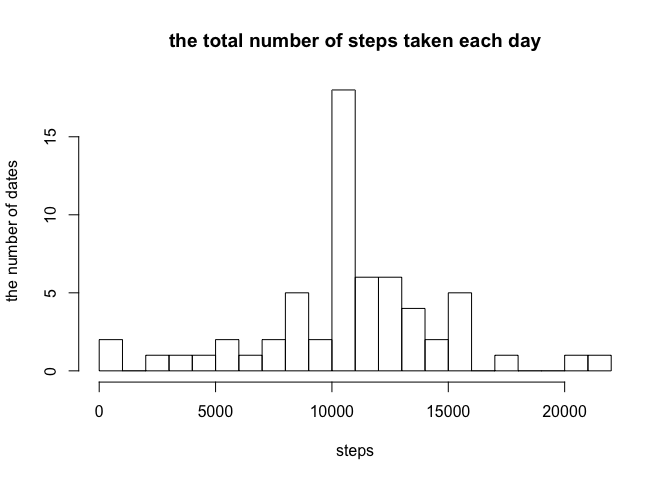 the total number of steps taken each day
the number of dates
15
10
5
0
0 5000 10000 15000 20000
steps